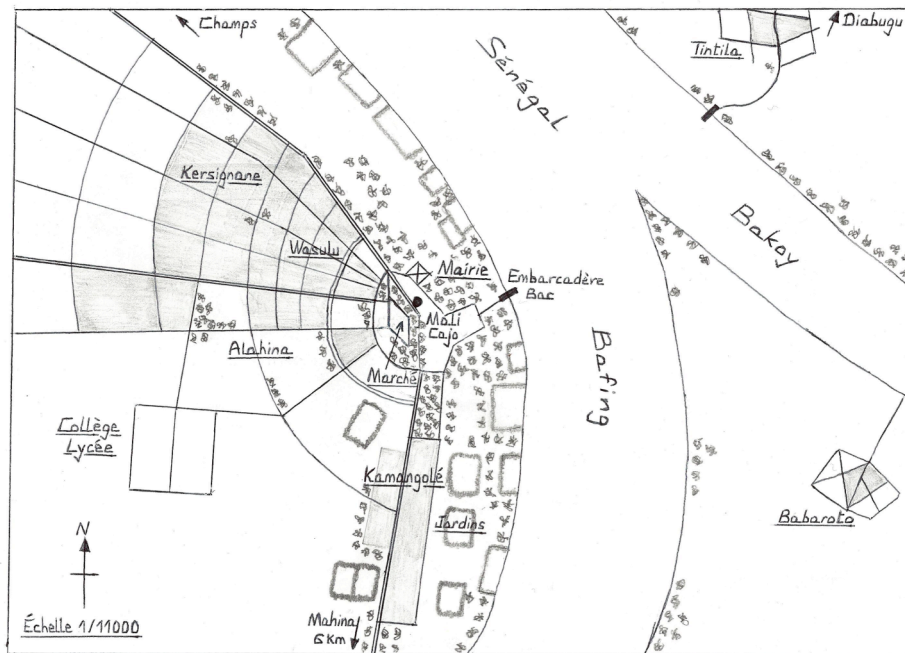 Champs
Sénégal
Tintila
Diabugu
Kersignane
Bakoy
Wasulu
Mairie
Embarcadère
Bac
Mali
Cajo
Alahina
Marché
Bafing
Collège
Lycée
Kamangolé
Jardins
Babaroto
N
Échelle 1/11000
Mahina
6 Km